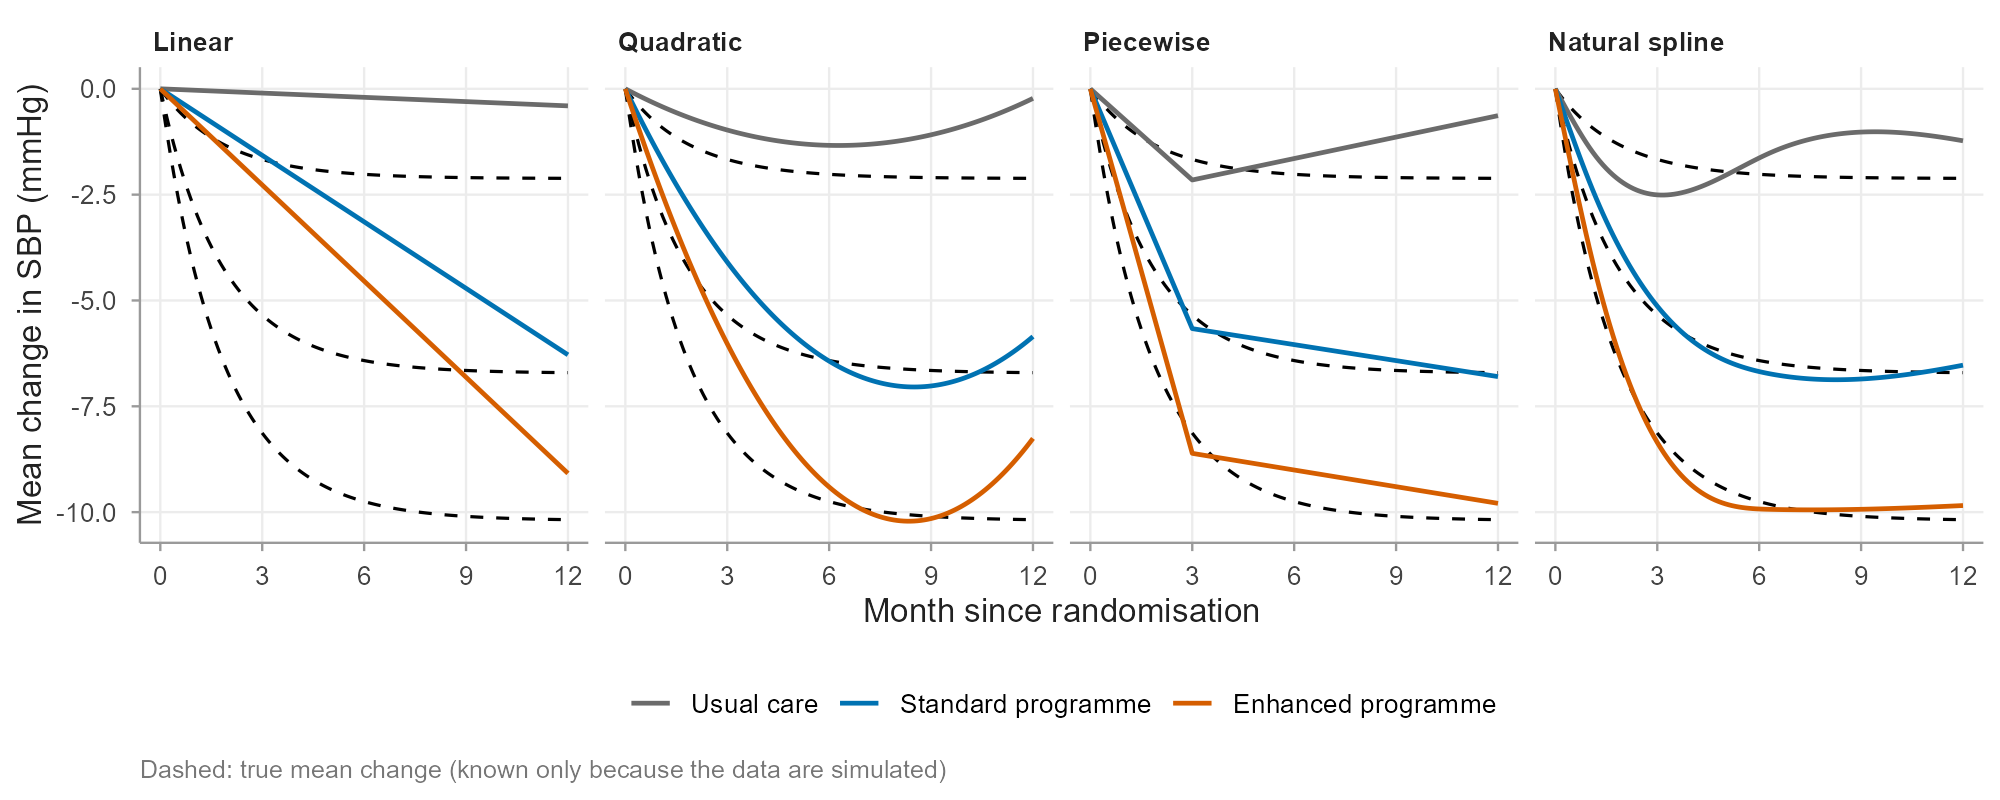 Linear Quadratic Piecewise Natural spline
Mean change in SBP (mmHg)
0.0
-2.5
-5.0
-7.5
-10.0
0 3 6 9 12 0 3 6 9 12 0 3 6 9 12 0 3 6 9 12
Month since randomisation
Usual care Standard programme Enhanced programme
Dashed: true mean change (known only because the data are simulated)